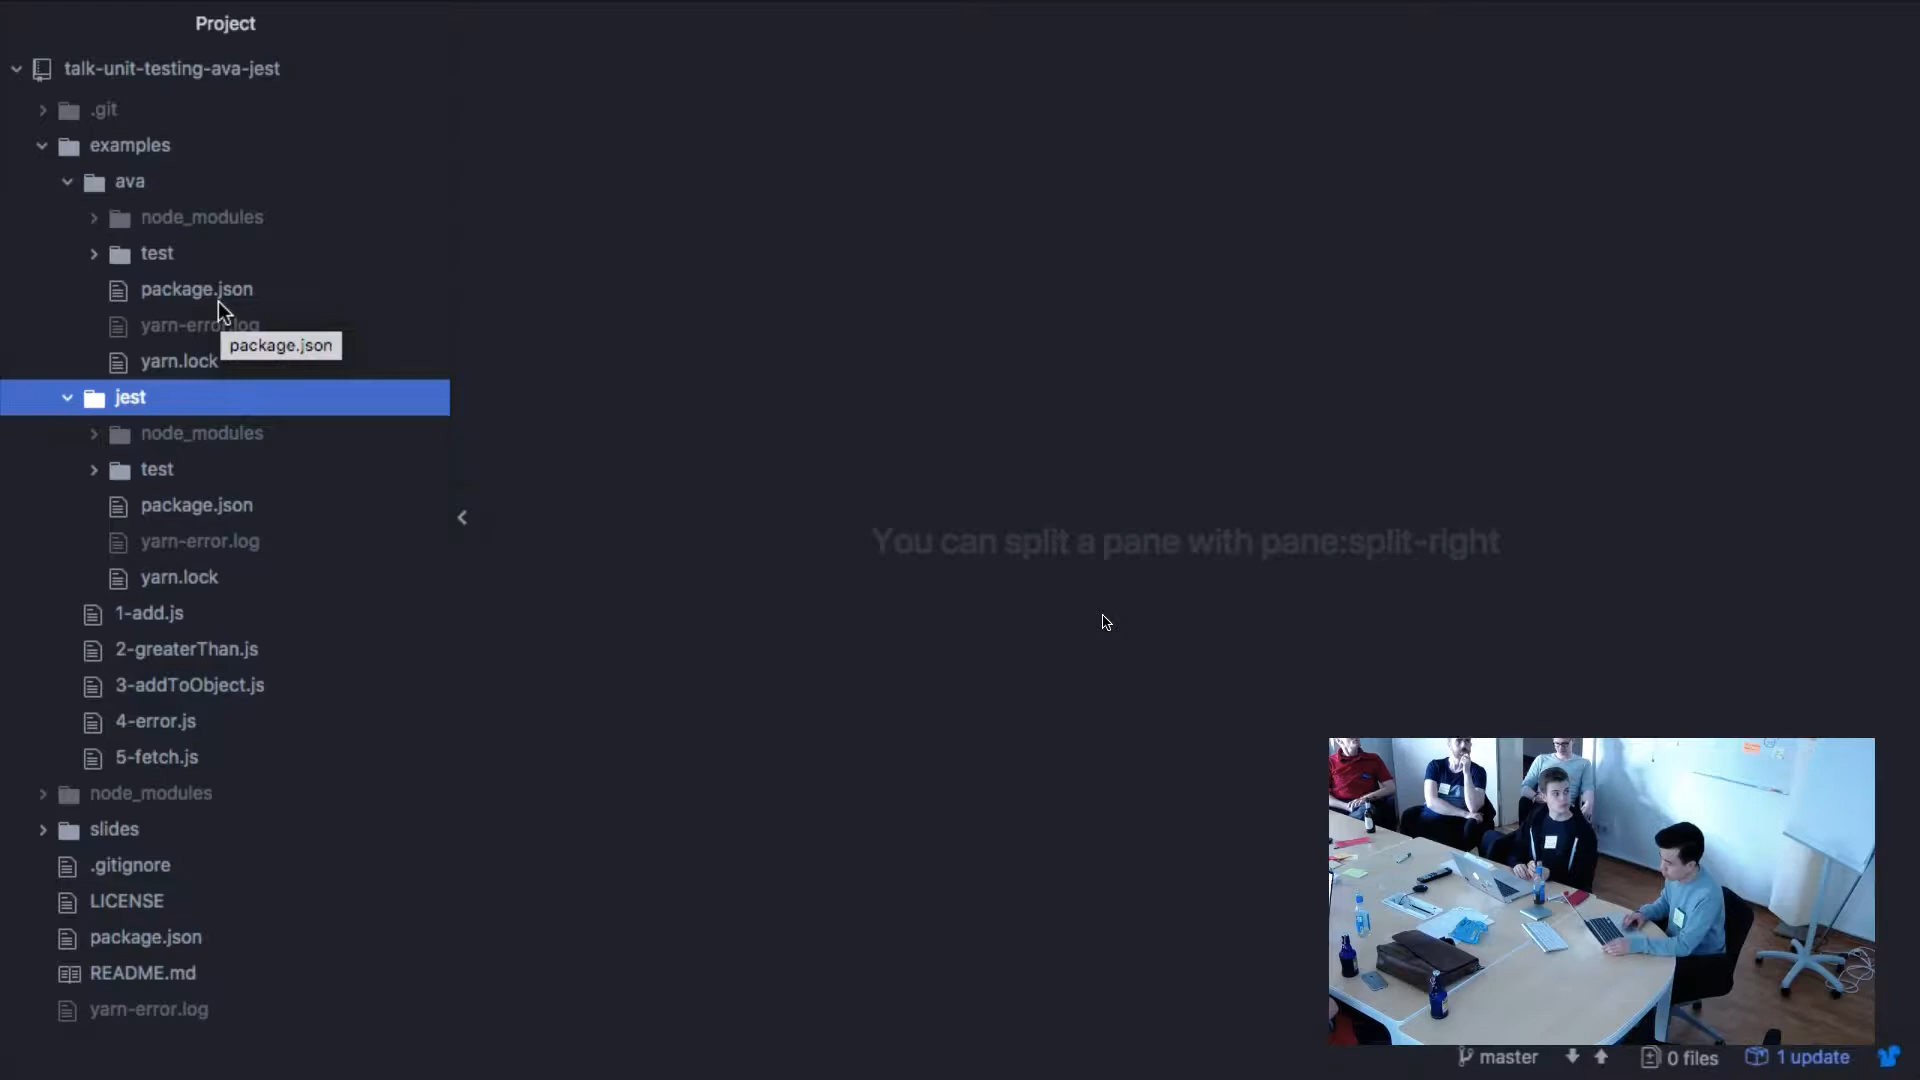 Project
talk-unit-testing-ava-jest
.git
examples
ava
node_modules
test
package.json
yarn-error.log
package.json
yarn.lock
jest
node_modules
test
package.json
yarn-error.log
yarn.lock
You can split a pane with pane:split-right
1-add.js
2-greaterThan.js
3-addToObject.js
4-error.js
5-fetch.js
node_modules
slides
.gitignore
LICENSE
package.json
README.md
yarn-error.log
master 0 files 1 update